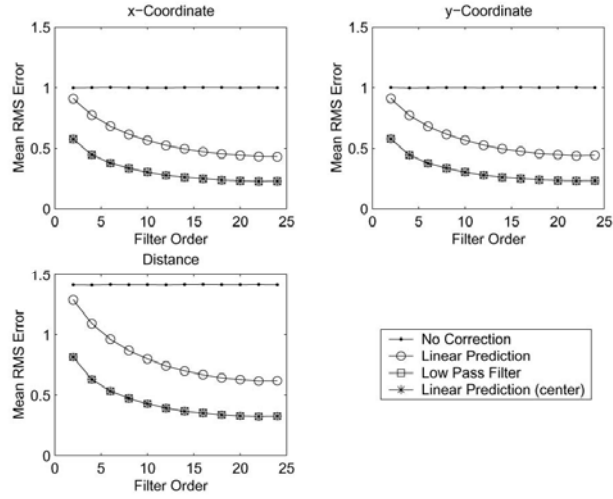 x-Coordinate
Mean RMS Error
1.5
1
0.5
0
0 5 10 15 20 25
Filter Order
y-Coordinate
Mean RMS Error
1.5
1
0.5
0
0 5 10 15 20 25
Filter Order
Distance
Mean RMS Error
1.5
1
0.5
0
0 5 10 15 20 25
Filter Order
No Correction
Linear Prediction
Low Pass Filter
Linear Prediction (center)